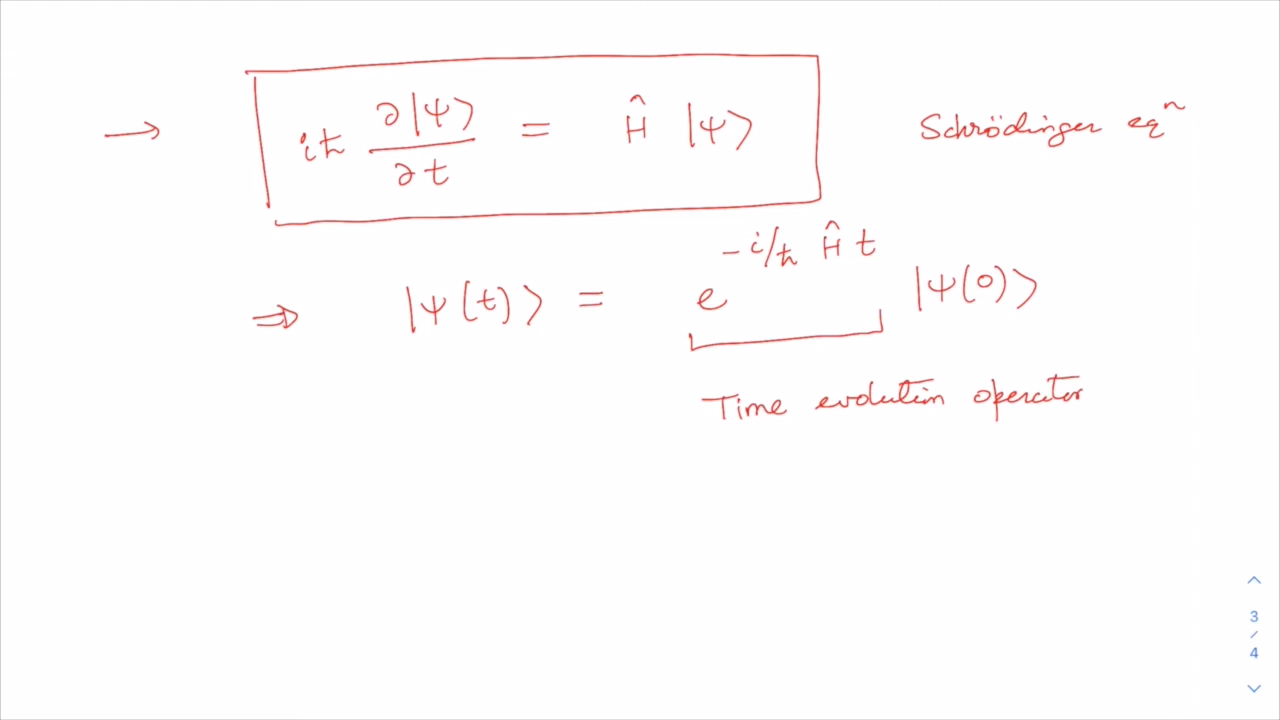 → iħ ∂|Ψ⟩/∂t = Ĥ |Ψ⟩ Schrödinger eqⁿ
⇒ |Ψ(t)⟩ = e^{-i/ħ Ĥ t} |Ψ(0)⟩
Time evolution operator
3
/
4